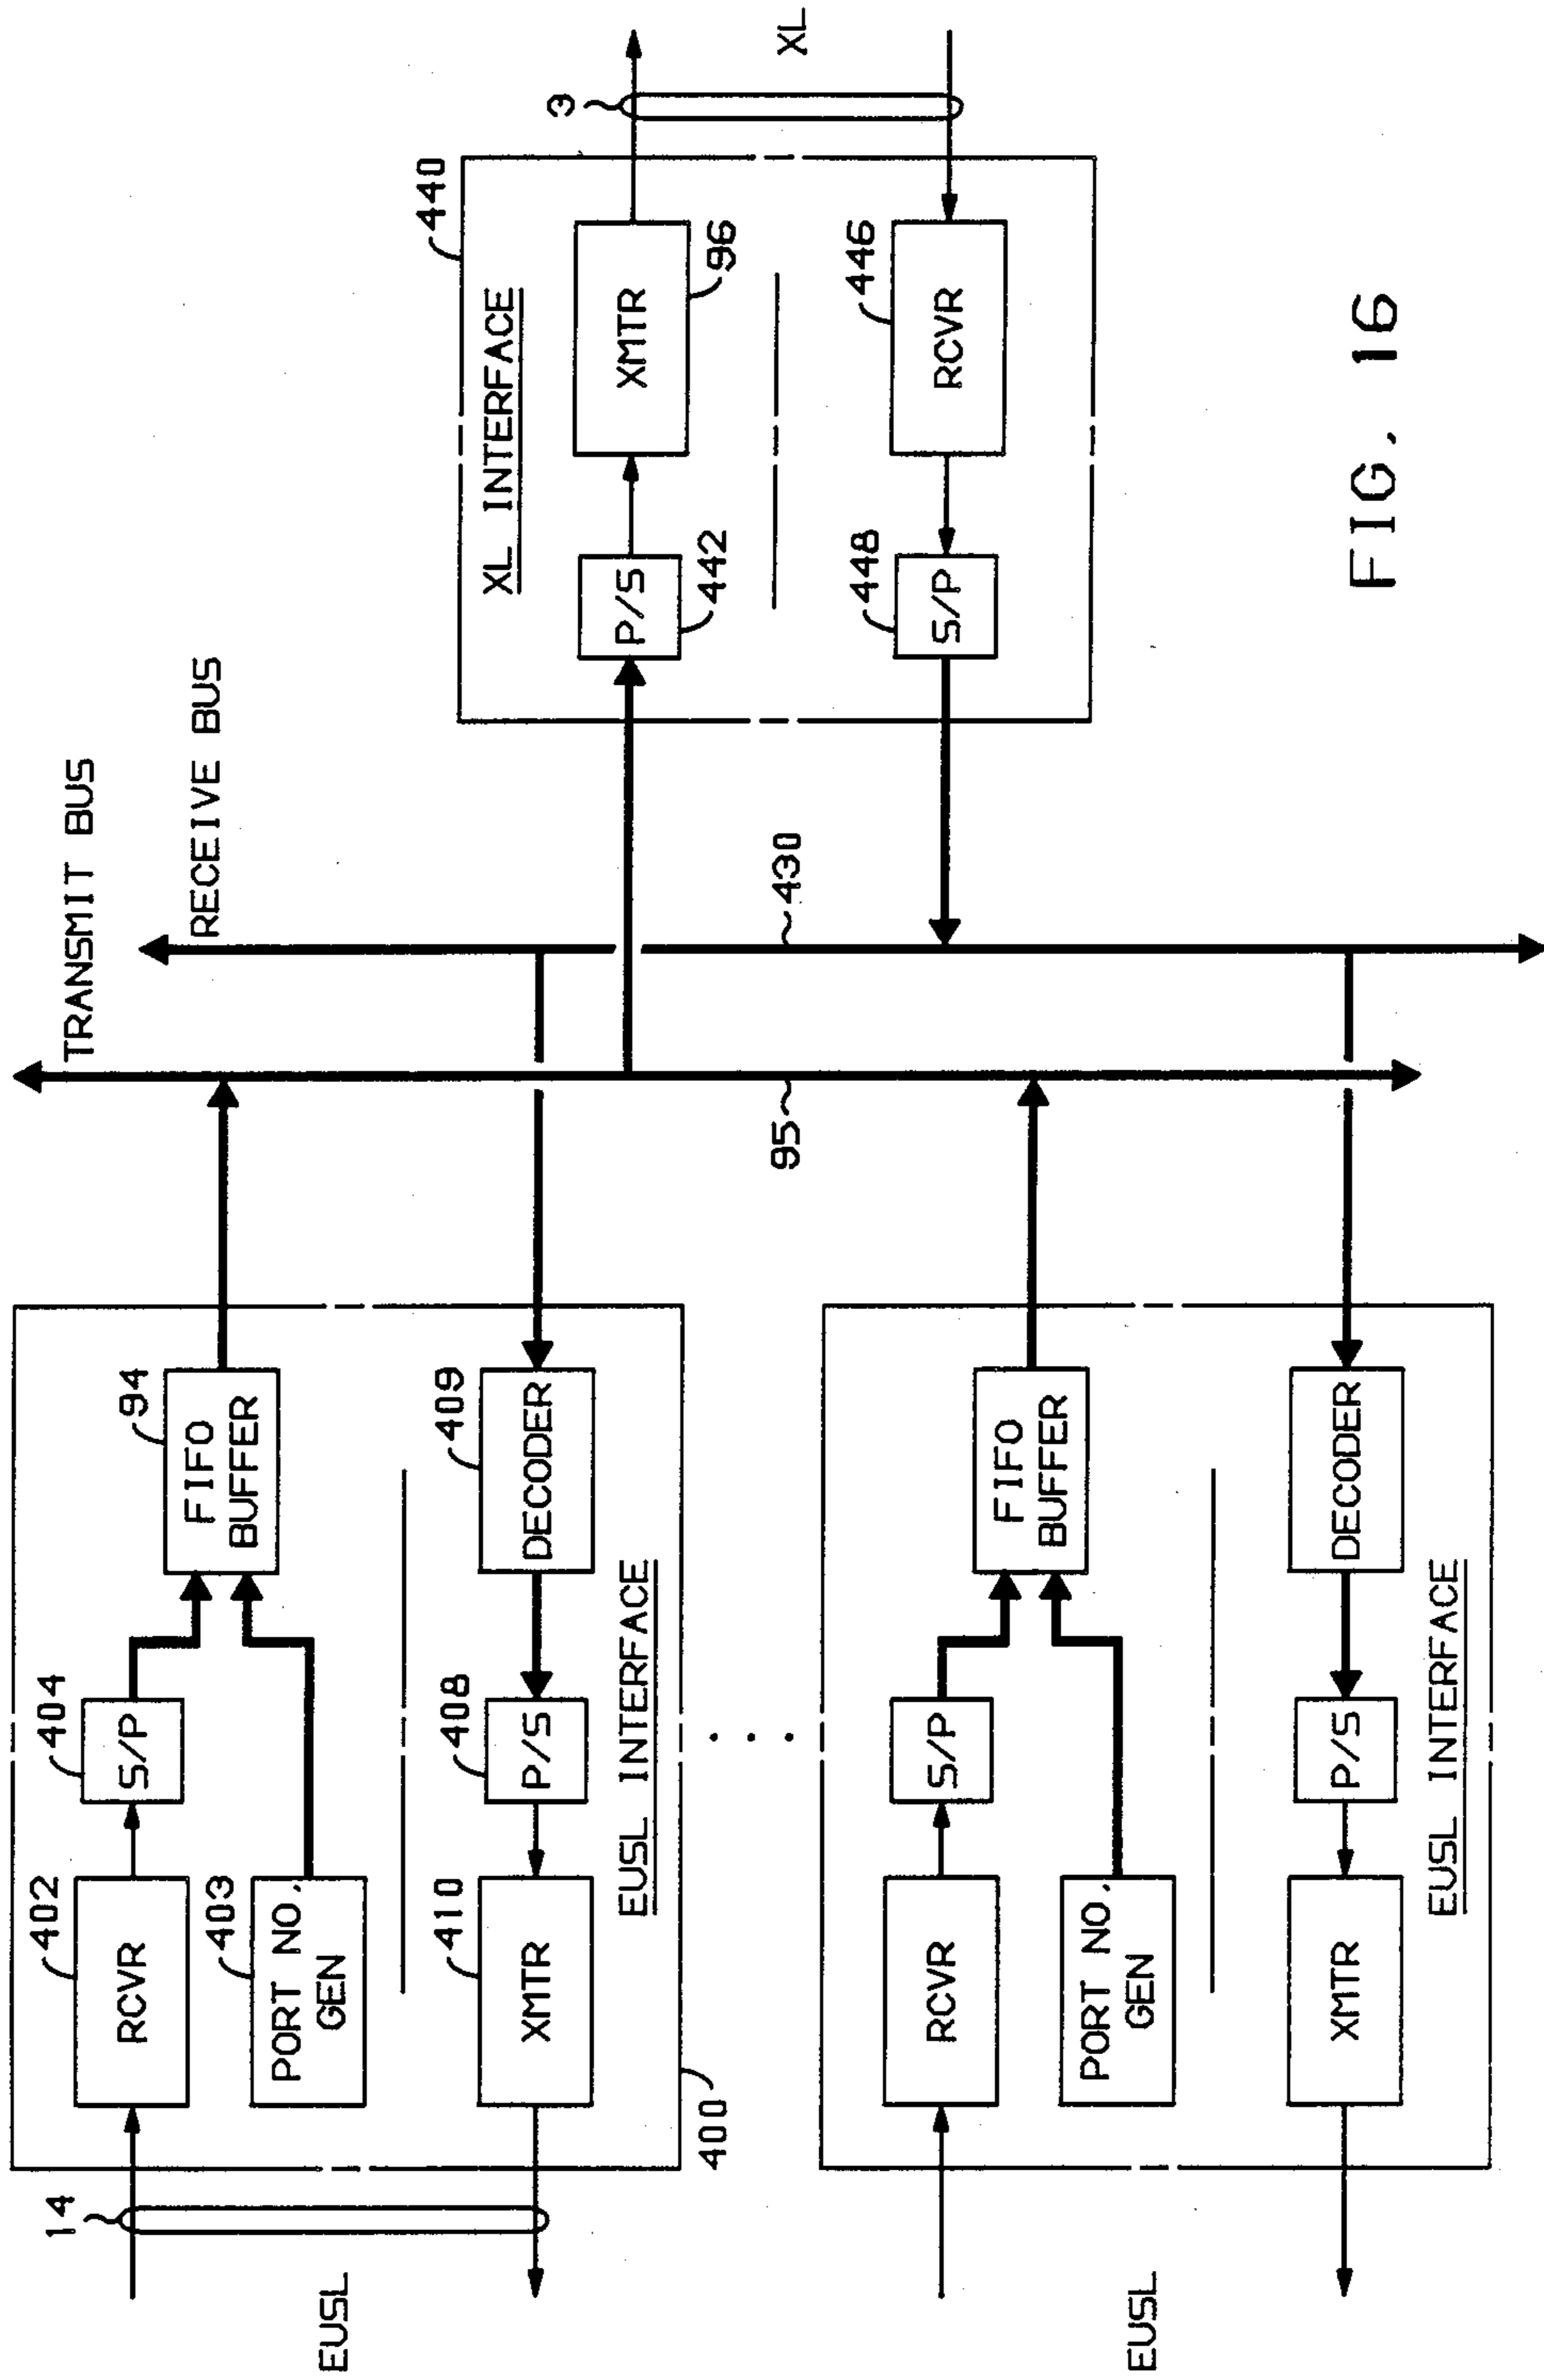 TRANSMIT BUS
RECEIVE BUS
EUSL
14
402
RCVR
404
S/P
94
FIFO
BUFFER
403
PORT NO.
GEN
410
XMTR
408
P/S
409
DECODER
EUSL INTERFACE
400
. . .
EUSL
RCVR
S/P
FIFO
BUFFER
PORT NO.
GEN
XMTR
P/S
DECODER
EUSL INTERFACE
95
430
440
XL INTERFACE
P/S
442
XMTR
96
448
S/P
446
RCVR
3
XL
FIG. 16